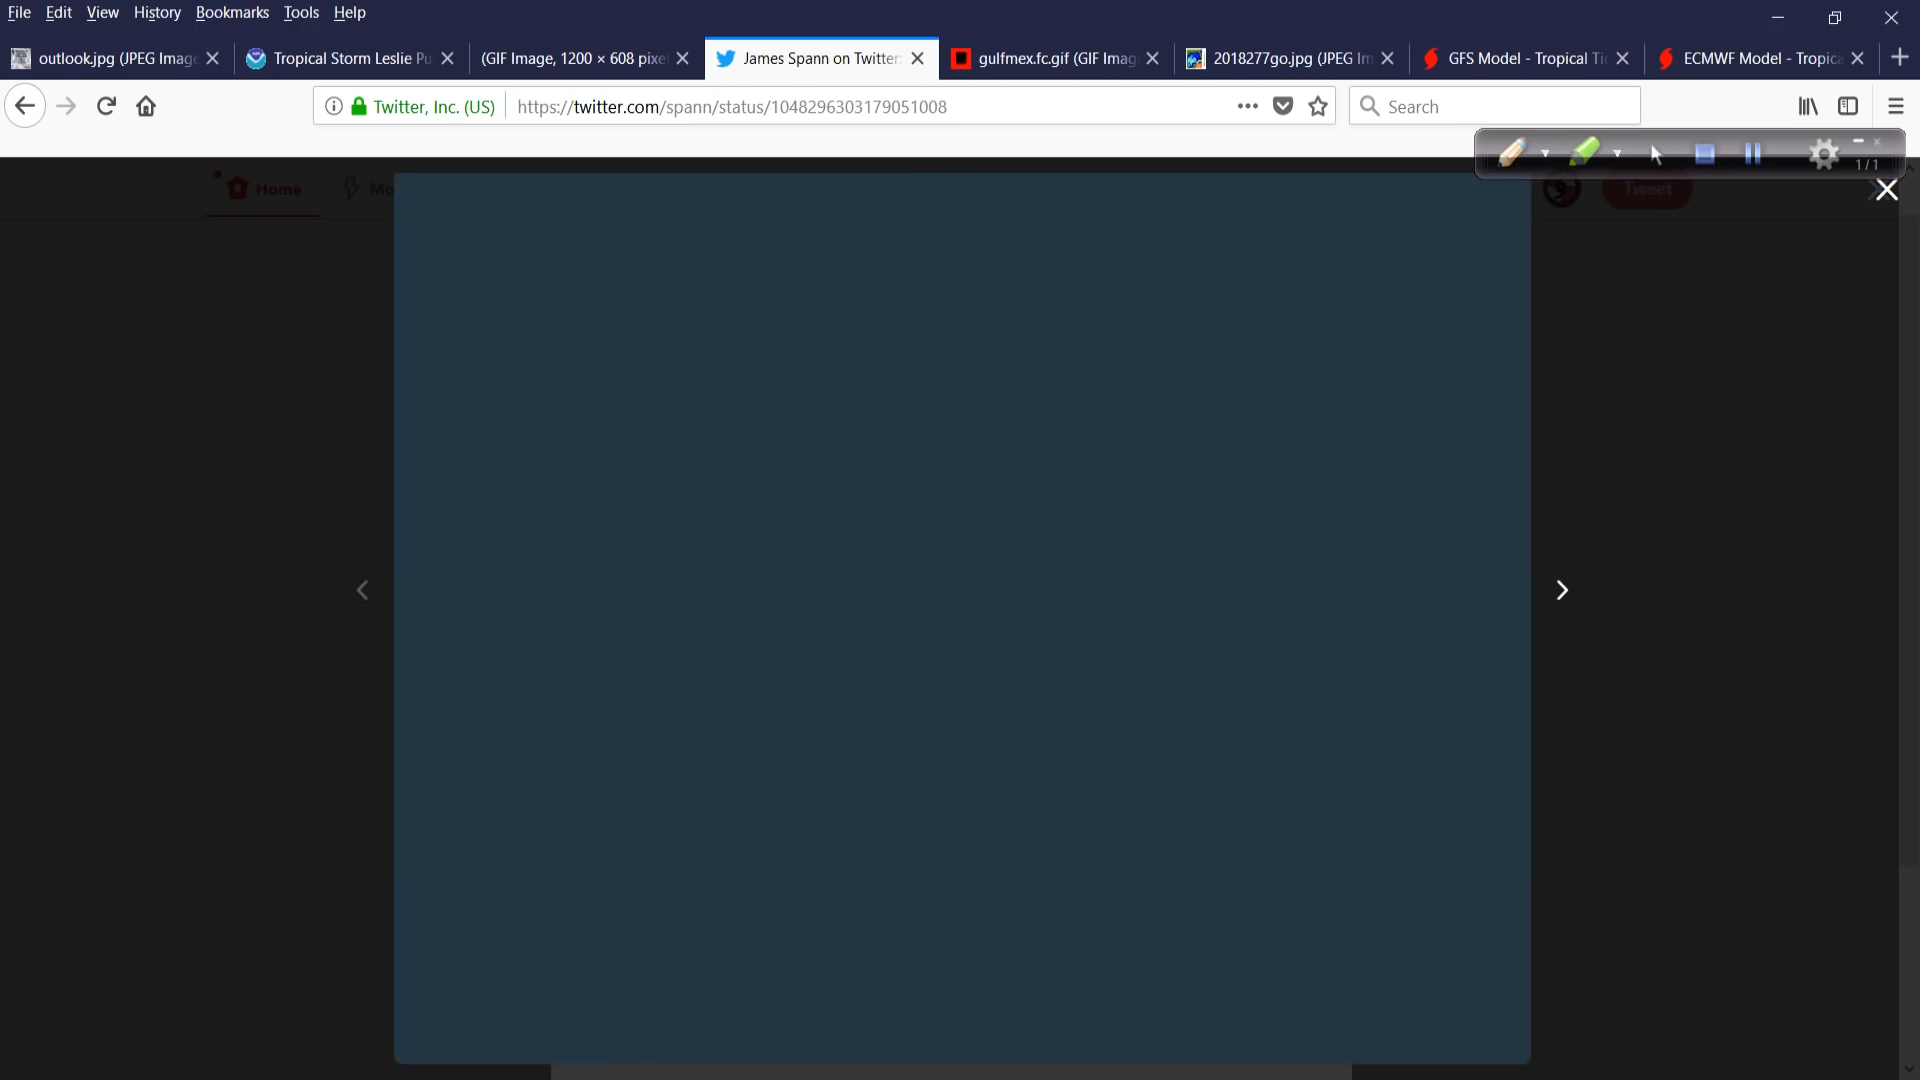 File Edit View History Bookmarks Tools Help
outlook.jpg (JPEG Image Tropical Storm Leslie Pu (GIF Image, 1200 × 608 pixel James Spann on Twitter: gulfmex.fc.gif (GIF Imag 2018277go.jpg (JPEG Im GFS Model - Tropical Ti ECMWF Model - Tropica
Twitter, Inc. (US) https://twitter.com/spann/status/1048296303179051008 Search
1/1
Home Mo Tweet